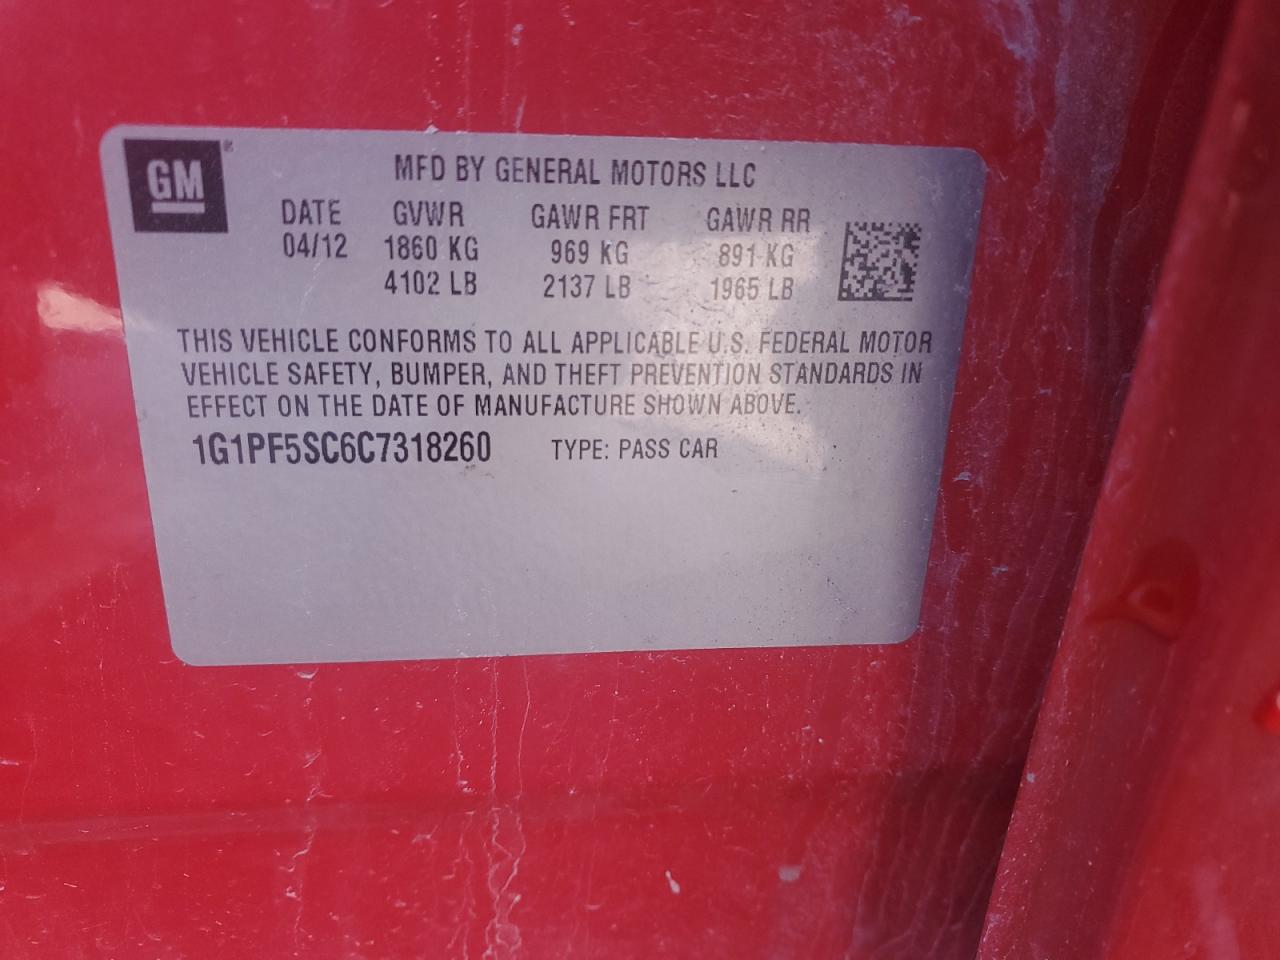 GM®
MFD BY GENERAL MOTORS LLC
DATE GVWR GAWR FRT GAWR RR
04/12 1860 KG 969 KG 891 KG
4102 LB 2137 LB 1965 LB
THIS VEHICLE CONFORMS TO ALL APPLICABLE U.S. FEDERAL MOTOR
VEHICLE SAFETY, BUMPER, AND THEFT PREVENTION STANDARDS IN
EFFECT ON THE DATE OF MANUFACTURE SHOWN ABOVE.
1G1PF5SC6C7318260 TYPE: PASS CAR